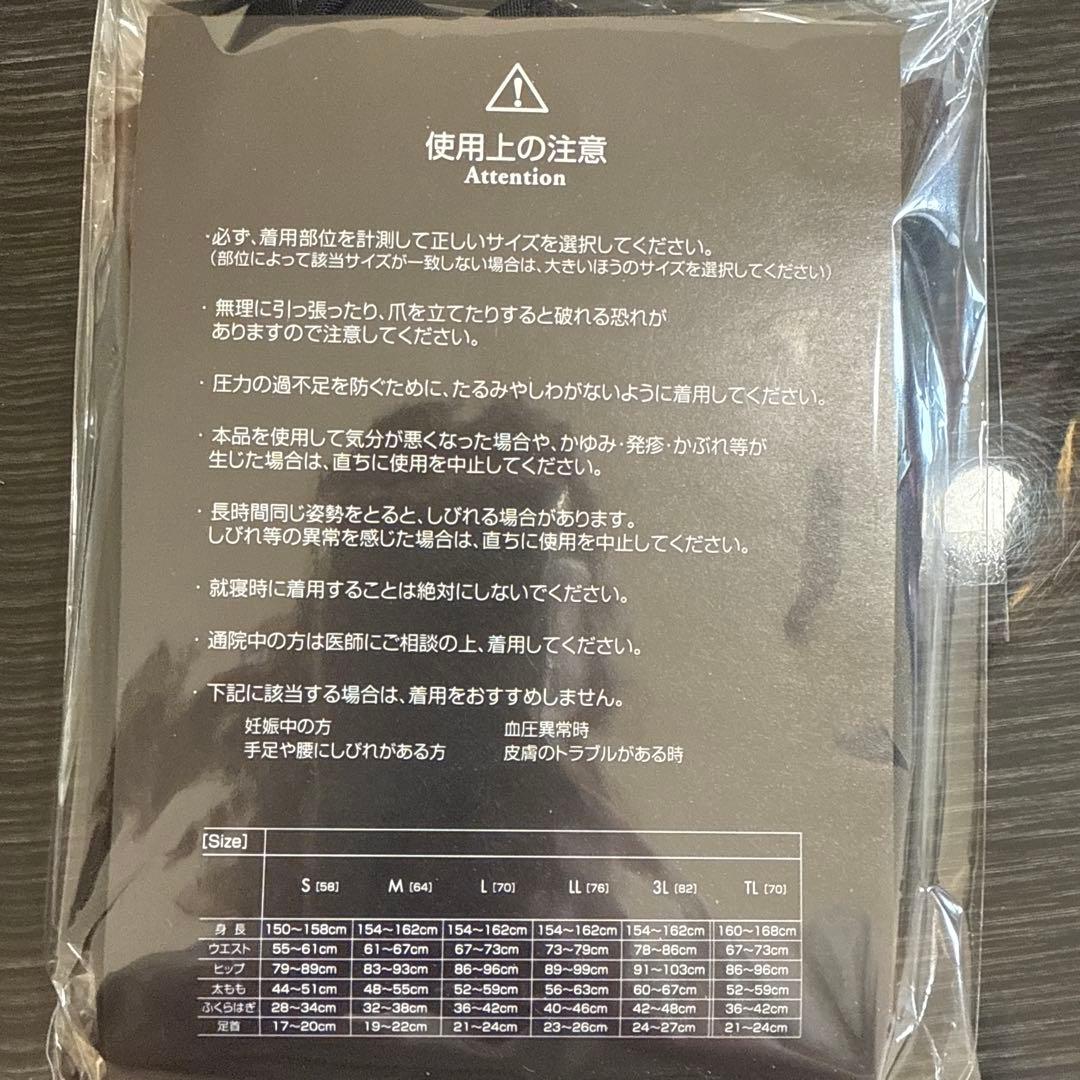 使用上の注意
Attention
・必ず、着用部位を計測して正しいサイズを選択してください。
（部位によって該当サイズが一致しない場合は、大きいほうのサイズを選択してください）
・無理に引っ張ったり、爪を立てたりすると破れる恐れが
ありますので注意してください。
・圧力の過不足を防ぐために、たるみやしわがないように着用してください。
・本品を使用して気分が悪くなった場合や、かゆみ・発疹・かぶれ等が
生じた場合は、直ちに使用を中止してください。
・長時間同じ姿勢をとると、しびれる場合があります。
しびれ等の異常を感じた場合は、直ちに使用を中止してください。
・就寝時に着用することは絶対にしないでください。
・通院中の方は医師にご相談の上、着用してください。
・下記に該当する場合は、着用をおすすめしません。
妊娠中の方 血圧異常時
手足や腰にしびれがある方 皮膚のトラブルがある時
[Size]
S [58] M [64] L [70] LL [76] 3L [82] TL [70]
身長 150〜158cm 154〜162cm 154〜162cm 154〜162cm 154〜162cm 160〜168cm
ウエスト 55〜61cm 61〜67cm 67〜73cm 73〜79cm 78〜86cm 67〜73cm
ヒップ 79〜89cm 83〜93cm 86〜96cm 89〜99cm 91〜103cm 86〜96cm
太もも 44〜51cm 48〜55cm 52〜59cm 56〜63cm 60〜67cm 52〜59cm
ふくらはぎ 28〜34cm 32〜38cm 36〜42cm 40〜46cm 42〜48cm 36〜42cm
足首 17〜20cm 19〜22cm 21〜24cm 23〜26cm 24〜27cm 21〜24cm